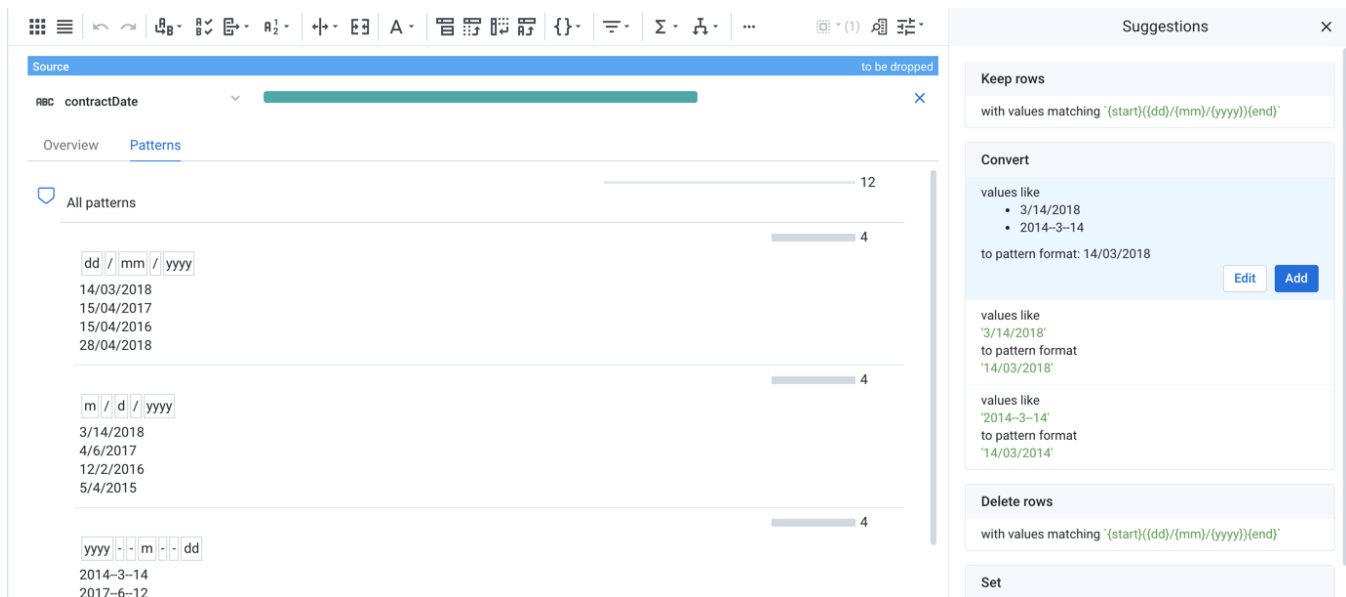 (1)
Suggestions
Source
to be dropped
ABC contractDate
Overview
Patterns
All patterns
12
4
dd / mm / yyyy
14/03/2018
15/04/2017
15/04/2016
28/04/2018
4
m / d / yyyy
3/14/2018
4/6/2017
12/2/2016
5/4/2015
4
yyyy - - m - - dd
2014--3--14
2017--6--12
Keep rows
with values matching `{start}({dd}/{mm}/{yyyy}){end}`
Convert
values like
• 3/14/2018
• 2014--3--14
to pattern format: 14/03/2018
Edit
Add
values like
'3/14/2018'
to pattern format
'14/03/2018'
values like
'2014--3--14'
to pattern format
'14/03/2014'
Delete rows
with values matching `{start}({dd}/{mm}/{yyyy}){end}`
Set